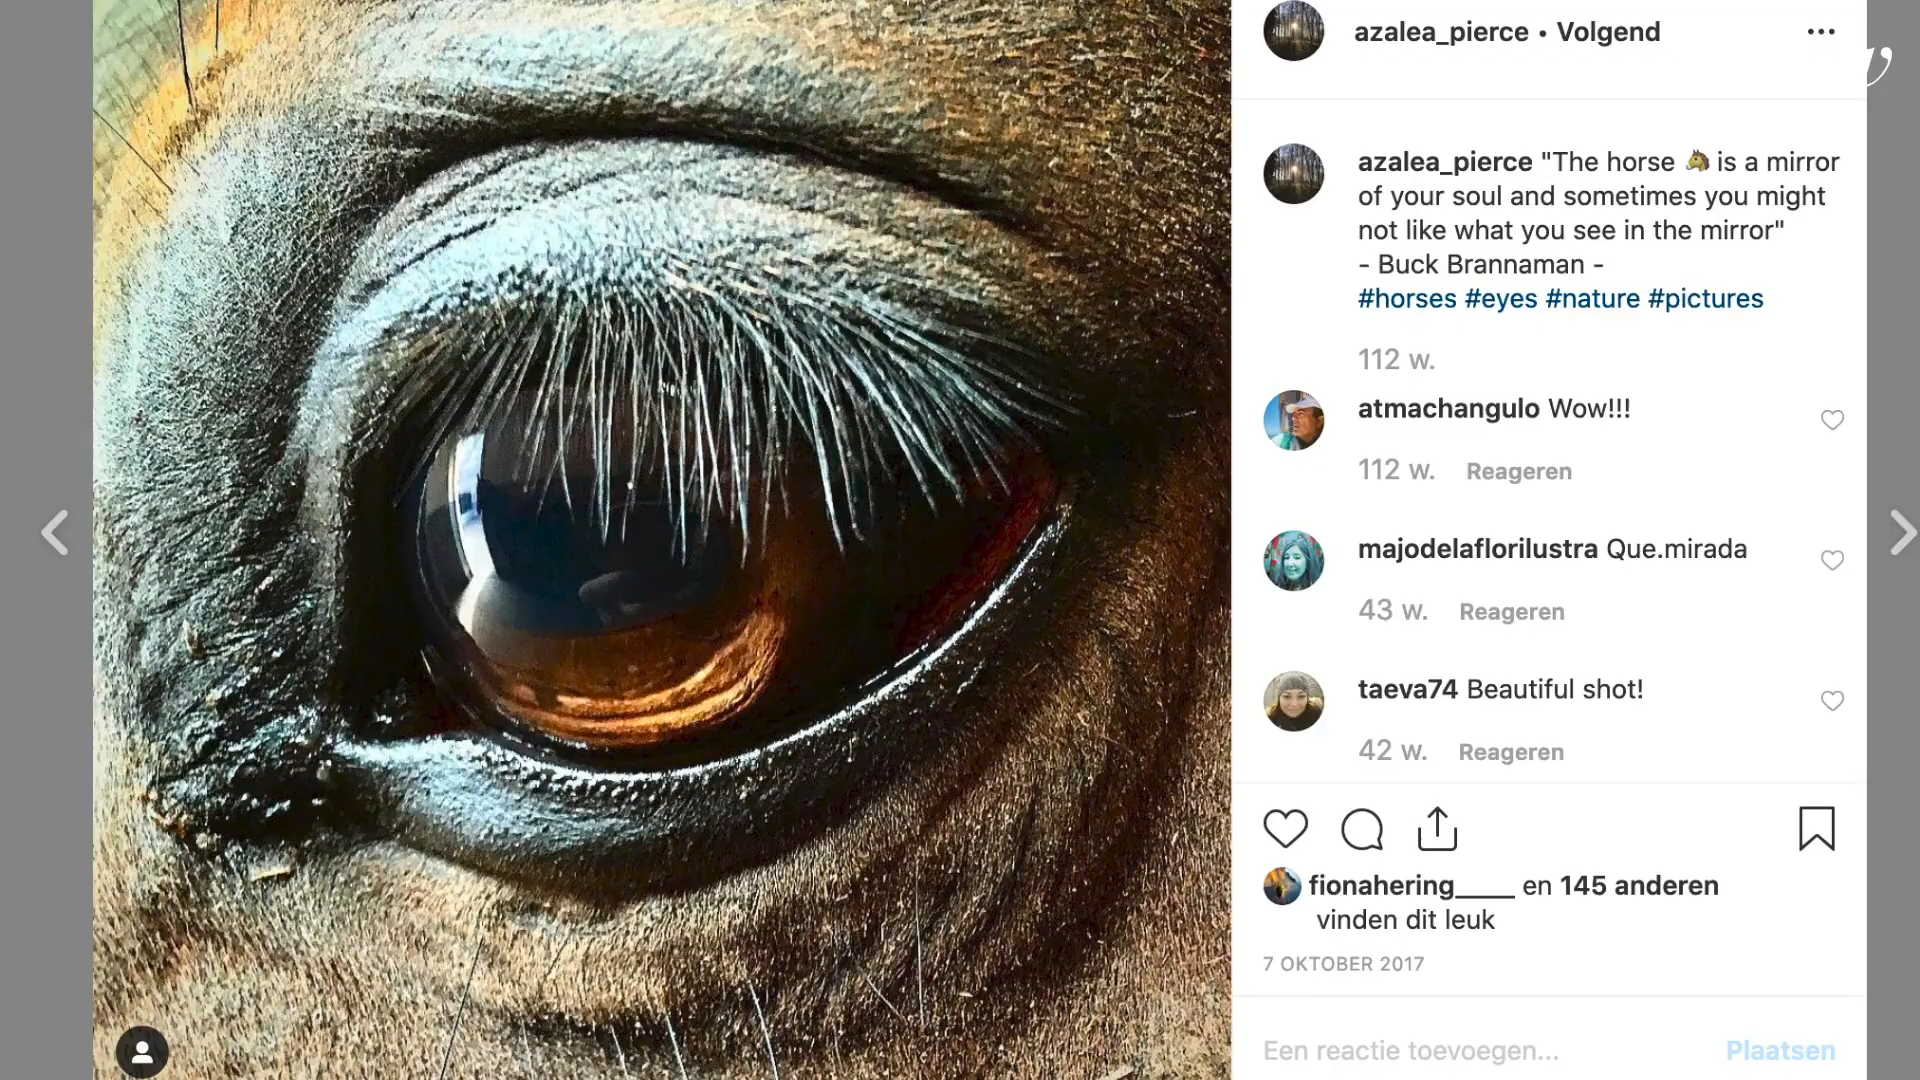 azalea_pierce • Volgend
azalea_pierce "The horse 🐴 is a mirror
of your soul and sometimes you might
not like what you see in the mirror"
- Buck Brannaman -
#horses #eyes #nature #pictures
112 w.
atmachangulo Wow!!!
112 w. Reageren
majodelaflorilustra Que.mirada
43 w. Reageren
taeva74 Beautiful shot!
42 w. Reageren
fionahering____ en 145 anderen
vinden dit leuk
7 OKTOBER 2017
Een reactie toevoegen... Plaatsen